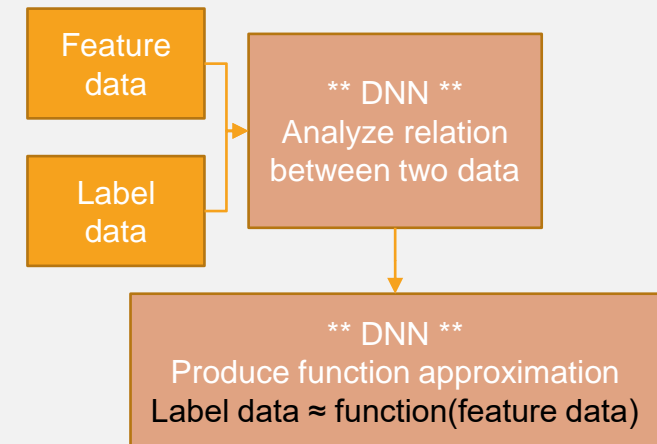 Feature
data
Label
data
** DNN **
Analyze relation
between two data
** DNN **
Produce function approximation
Label data ≈ function(feature data)